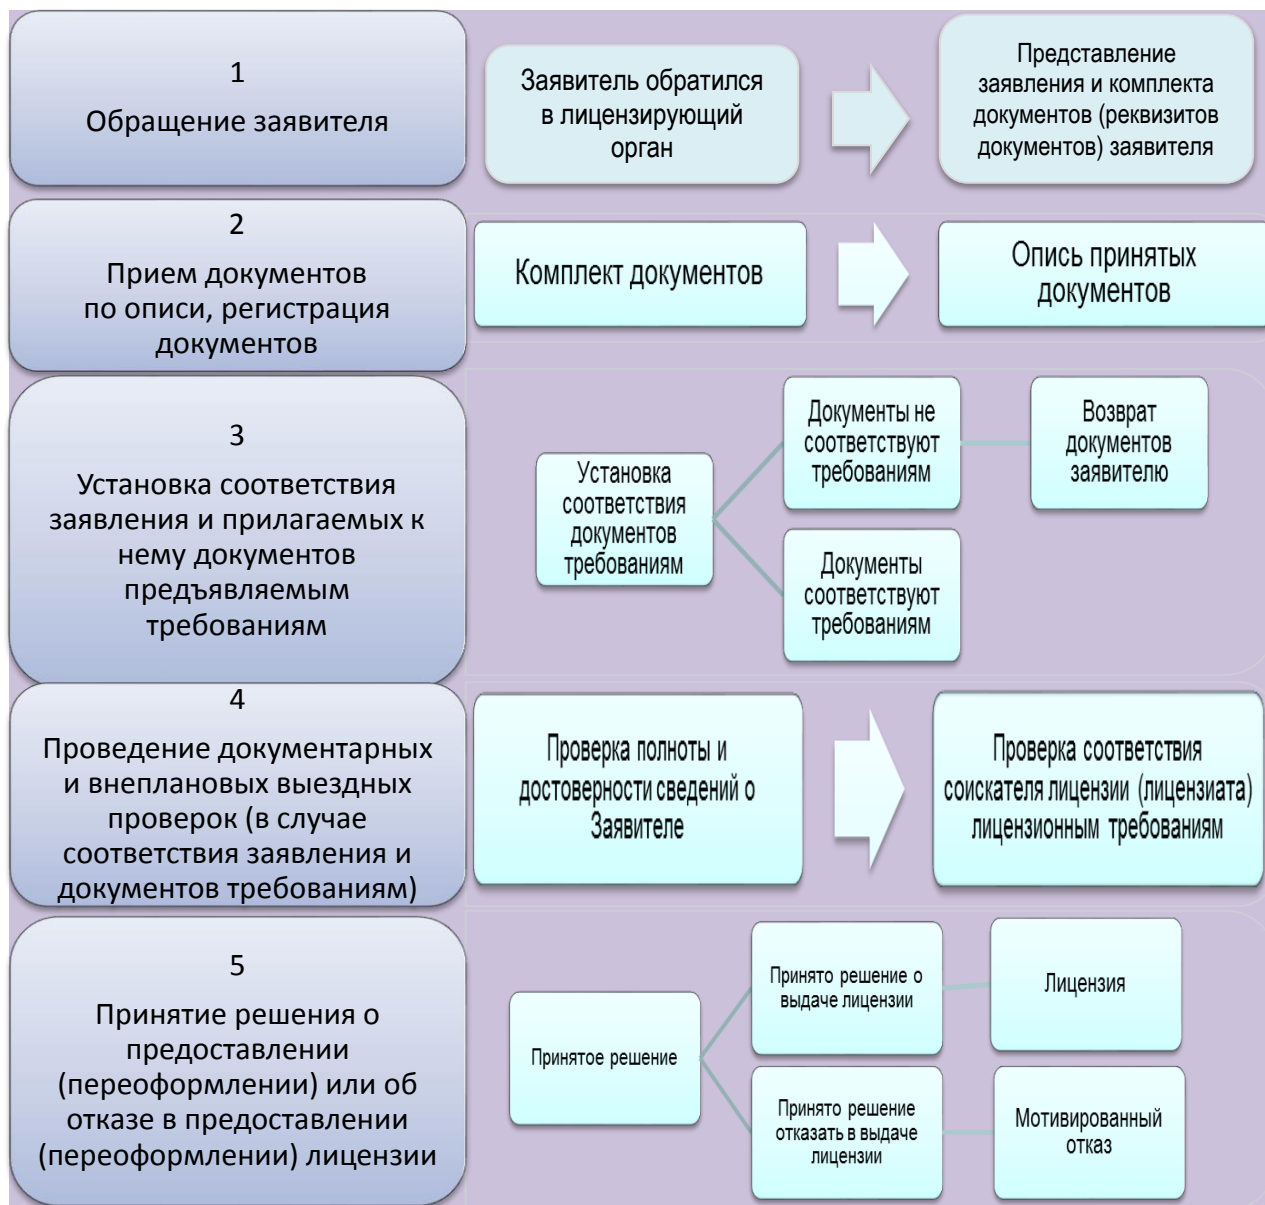 1
Обращение заявителя
Заявитель обратился
в лицензирующий
орган
Представление
заявления и комплекта
документов (реквизитов
документов) заявителя
2
Прием документов
по описи, регистрация
документов
Комплект документов
Опись принятых
документов
3
Установка соответствия
заявления и прилагаемых к
нему документов
предъявляемым
требованиям
Установка
соответствия
документов
требованиям
Документы не
соответствуют
требованиям
Возврат
документов
заявителю
Документы
соответствуют
требованиям
4
Проведение документарных
и внеплановых выездных
проверок (в случае
соответствия заявления и
документов требованиям)
Проверка полноты и
достоверности сведений о
Заявителе
Проверка соответствия
соискателя лицензии (лицензиата)
лицензионным требованиям
5
Принятие решения о
предоставлении
(переоформлении) или об
отказе в предоставлении
(переоформлении) лицензии
Принятое решение
Принято решение о
выдаче лицензии
Лицензия
Принято решение
отказать в выдаче
лицензии
Мотивированный
отказ